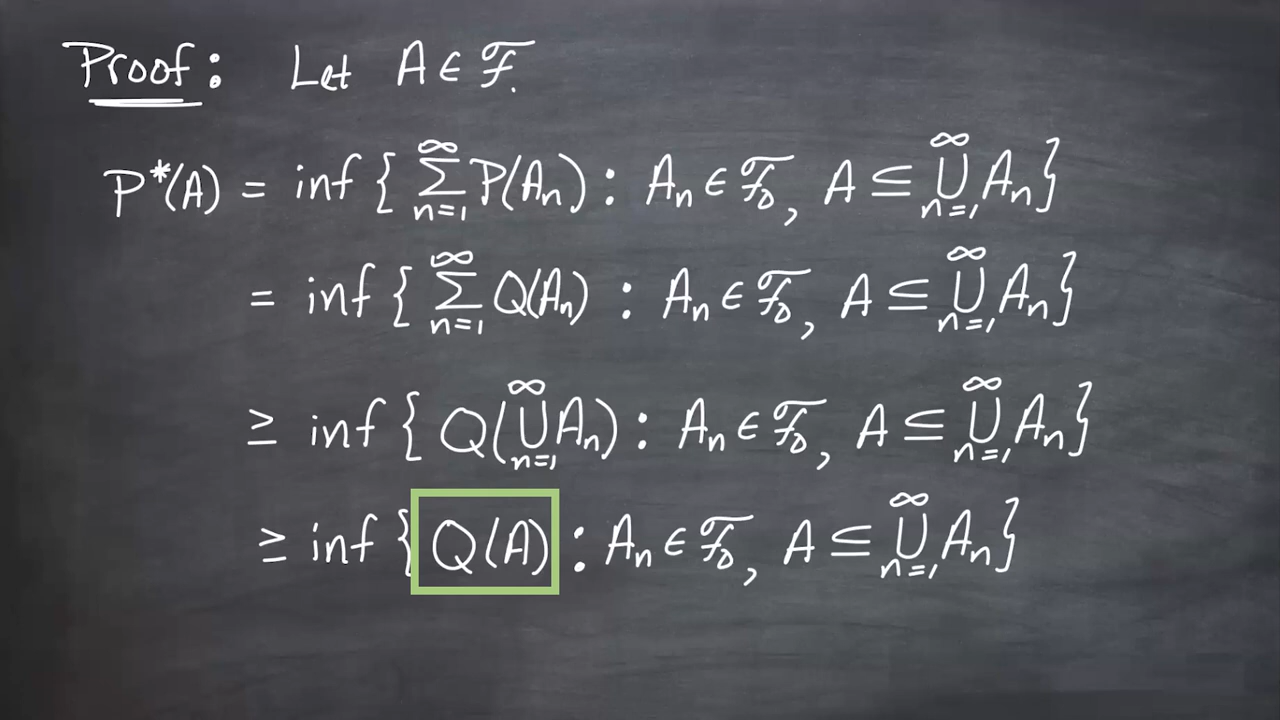 Proof: Let A ∈ ℱ.
P*(A) = inf { ∑_{n=1}^∞ P(A_n) : A_n ∈ ℱ_0, A ⊆ ⋃_{n=1}^∞ A_n }
= inf { ∑_{n=1}^∞ Q(A_n) : A_n ∈ ℱ_0, A ⊆ ⋃_{n=1}^∞ A_n }
≥ inf { Q(⋃_{n=1}^∞ A_n) : A_n ∈ ℱ_0, A ⊆ ⋃_{n=1}^∞ A_n }
≥ inf { Q(A) : A_n ∈ ℱ_0, A ⊆ ⋃_{n=1}^∞ A_n }